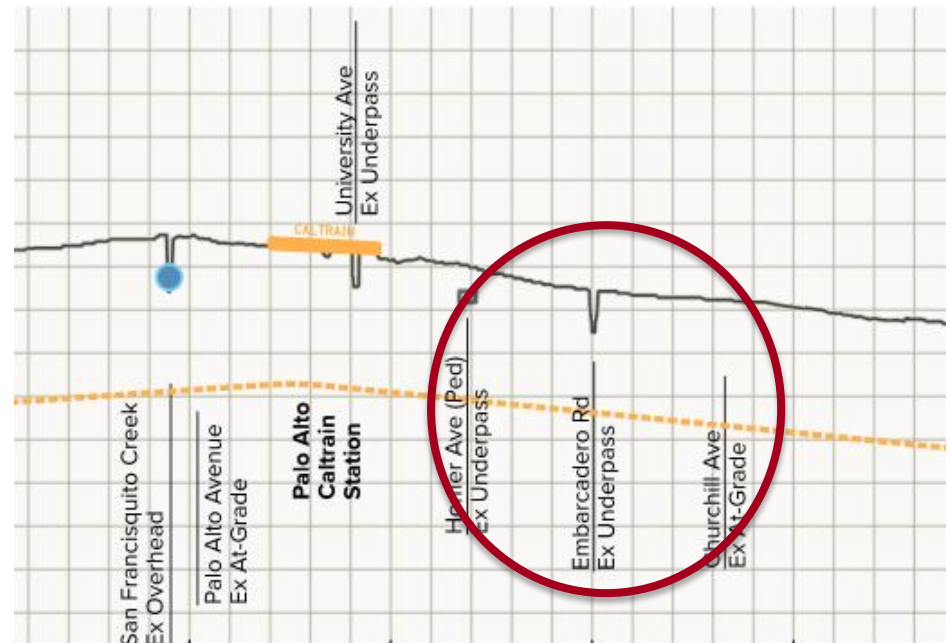 University Ave
Ex Underpass
CALTRAIN
San Francisquito Creek
Ex Overhead
Palo Alto Avenue
Ex At-Grade
Palo Alto
Caltrain
Station
Homer Ave (Ped)
Ex Underpass
Embarcadero Rd
Ex Underpass
Churchill Ave
Ex At-Grade